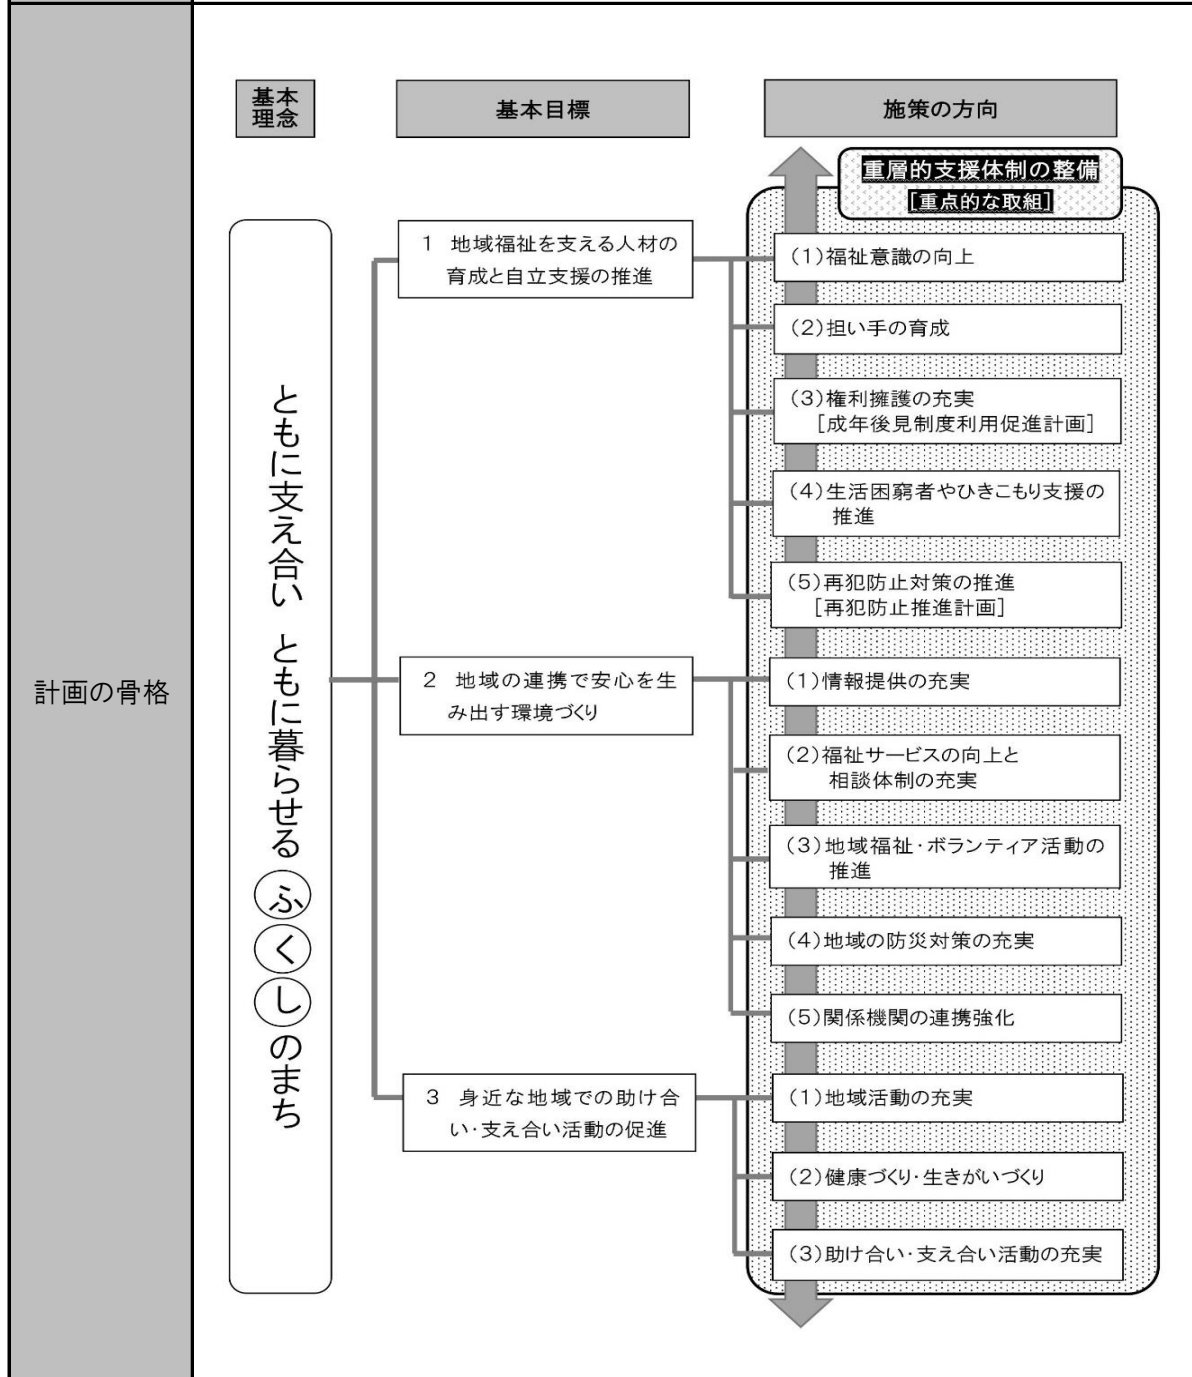 計画の骨格
基本
理念
基本目標
施策の方向
重層的支援体制の整備
[重点的な取組]
ともに支え合い　ともに暮らせるふくしのまち
1　地域福祉を支える人材の
育成と自立支援の推進
(1)福祉意識の向上
(2)担い手の育成
(3)権利擁護の充実
[成年後見制度利用促進計画]
(4)生活困窮者やひきこもり支援の
推進
(5)再犯防止対策の推進
[再犯防止推進計画]
2　地域の連携で安心を生
み出す環境づくり
(1)情報提供の充実
(2)福祉サービスの向上と
相談体制の充実
(3)地域福祉・ボランティア活動の
推進
(4)地域の防災対策の充実
(5)関係機関の連携強化
3　身近な地域での助け合
い・支え合い活動の促進
(1)地域活動の充実
(2)健康づくり・生きがいづくり
(3)助け合い・支え合い活動の充実